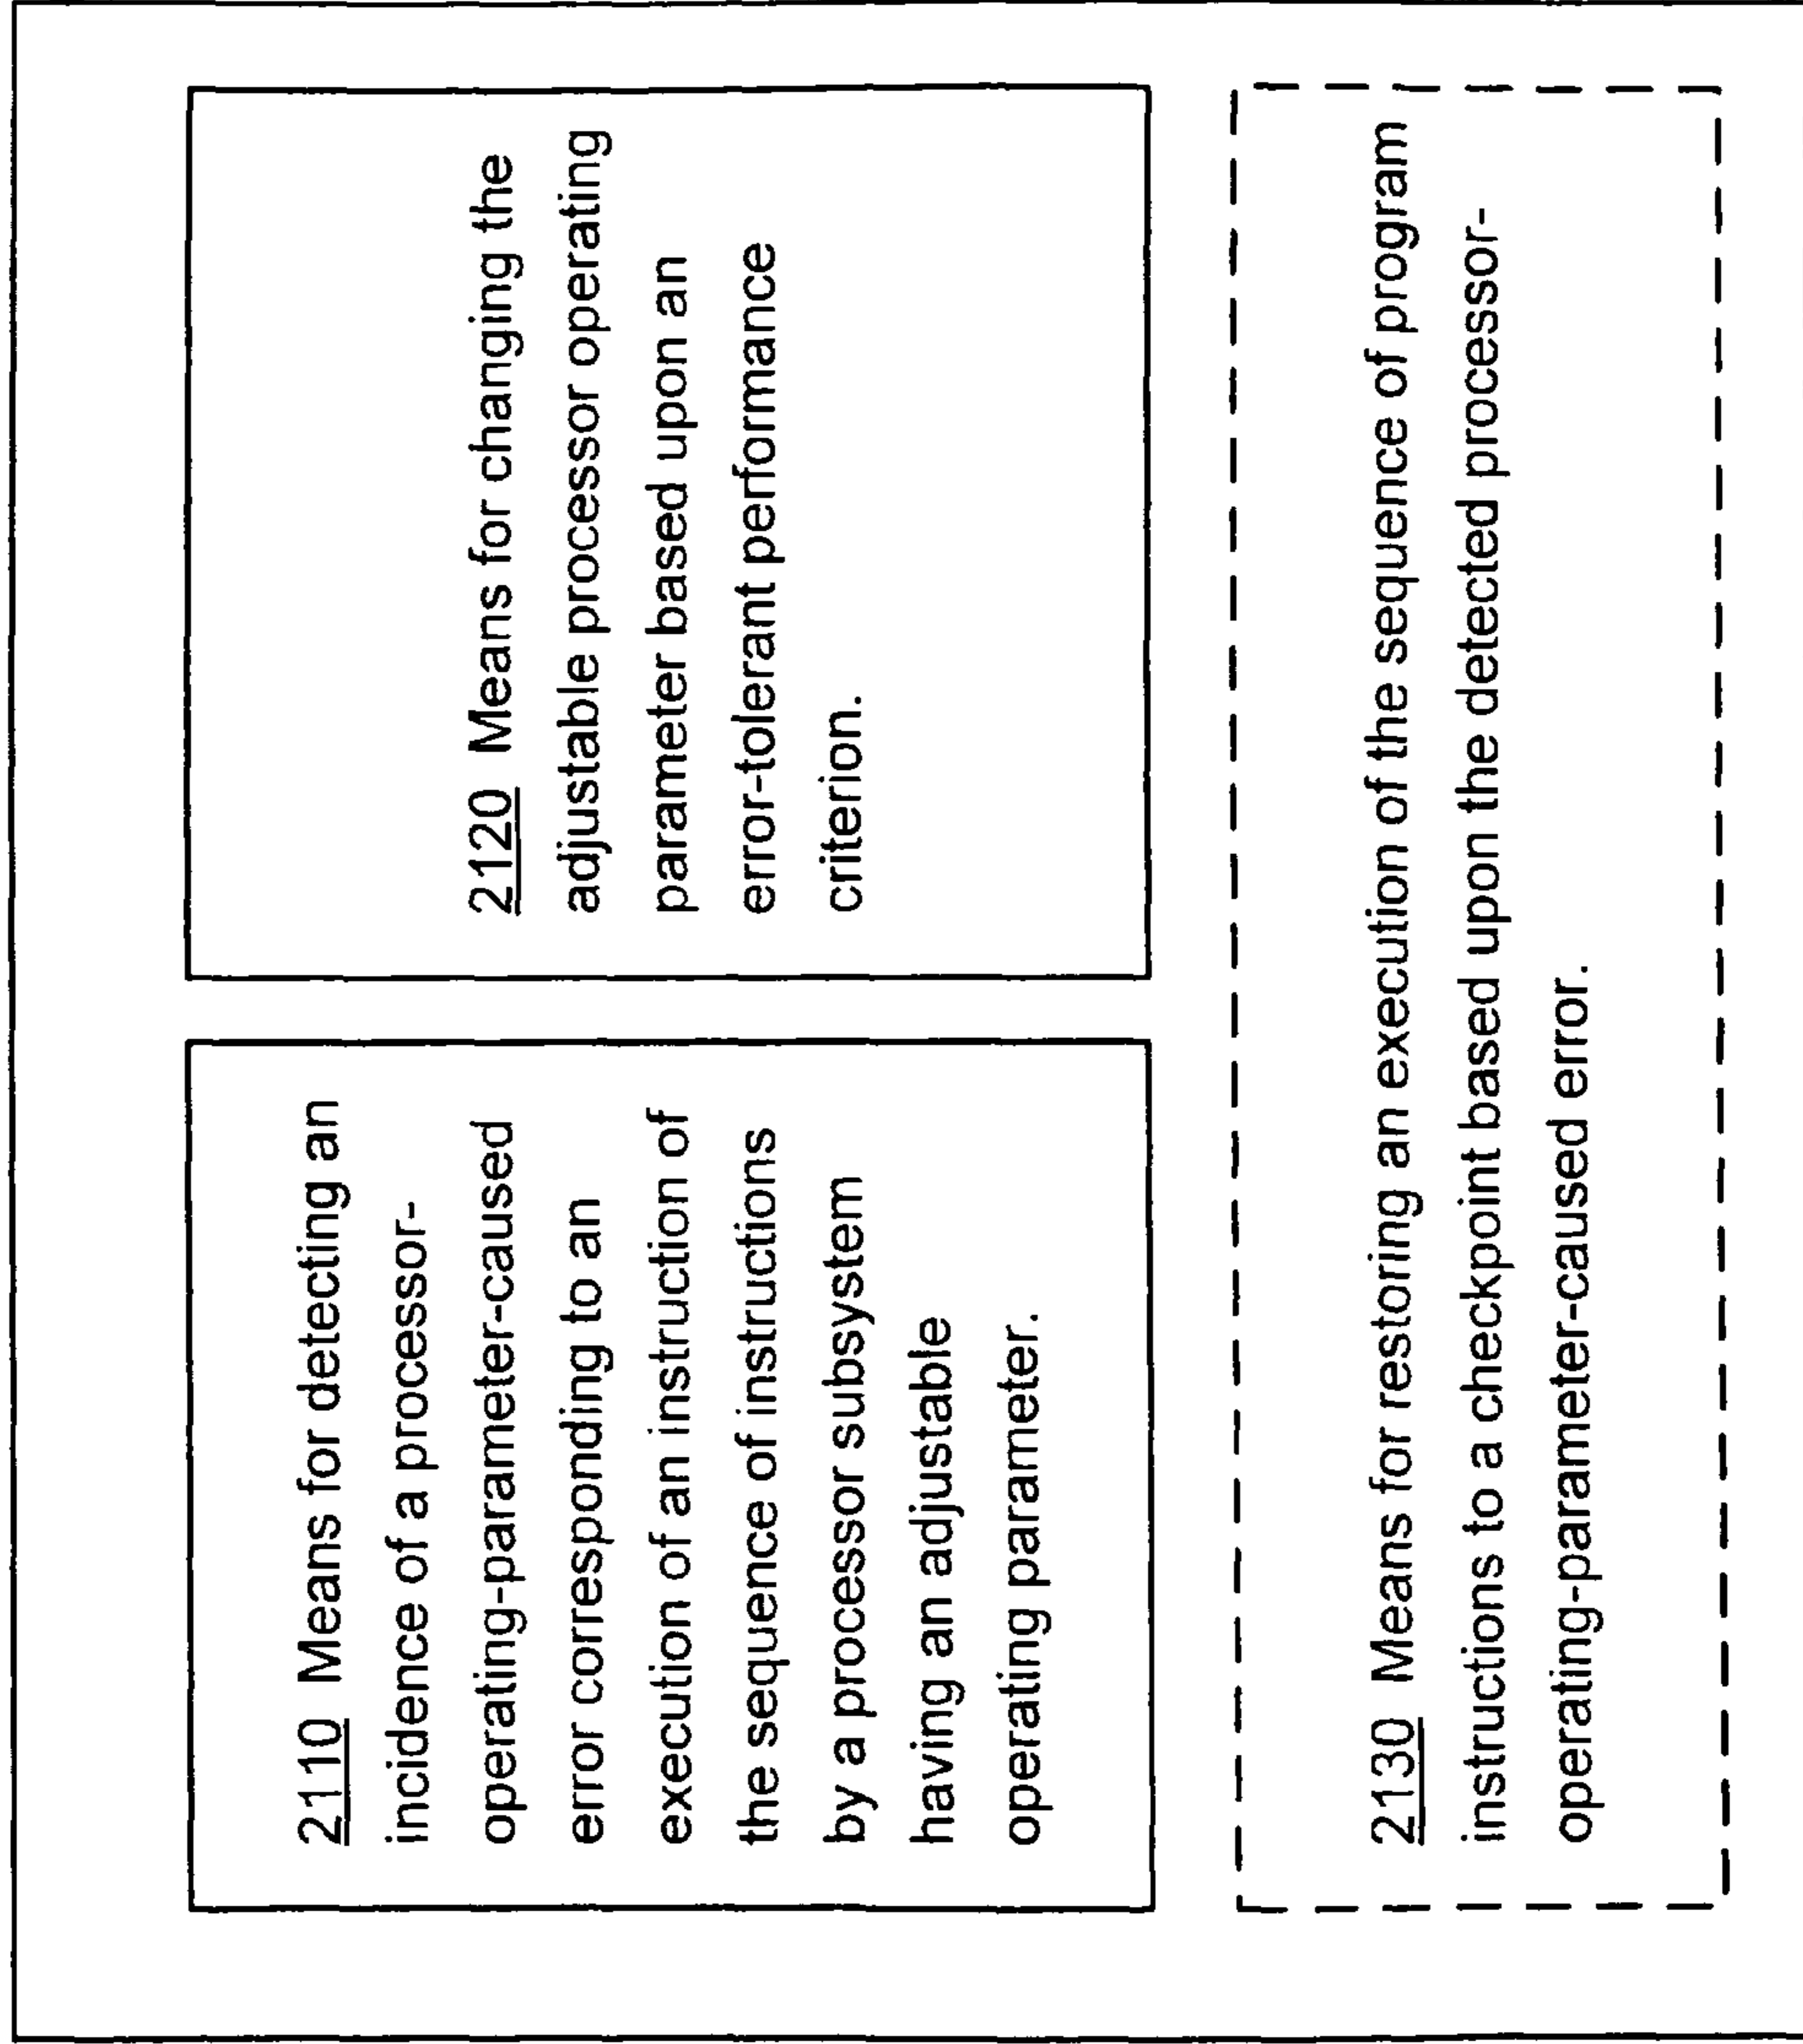 2110 Means for detecting an
incidence of a processor-
operating-parameter-caused
error corresponding to an
execution of an instruction of
the sequence of instructions
by a processor subsystem
having an adjustable
operating parameter.
2120 Means for changing the
adjustable processor operating
parameter based upon an
error-tolerant performance
criterion.
2130 Means for restoring an execution of the sequence of program
instructions to a checkpoint based upon the detected processor-
operating-parameter-caused error.